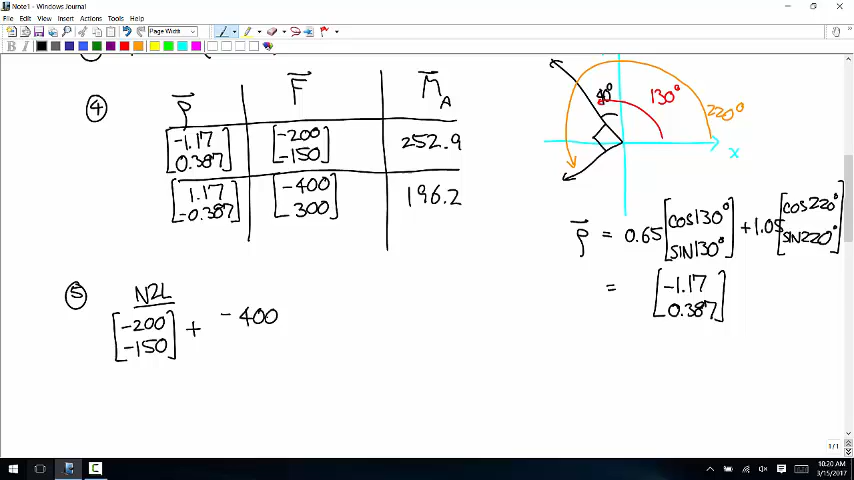 Note1 - Windows Journal
File Edit View Insert Actions Tools Help
Page Width
B I
④ ρ F M_A
[-1.17 0.387] [-200 -150] 252.9
[1.17 -0.387] [-400 300] 196.2
40° 130° 220°
x
ρ = 0.65 [cos130° sin130°] + 1.05 [cos220° sin220°]
= [-1.17 0.387]
⑤ N2L
[-200 -150] + -400
1/1
10:20 AM
3/15/2017